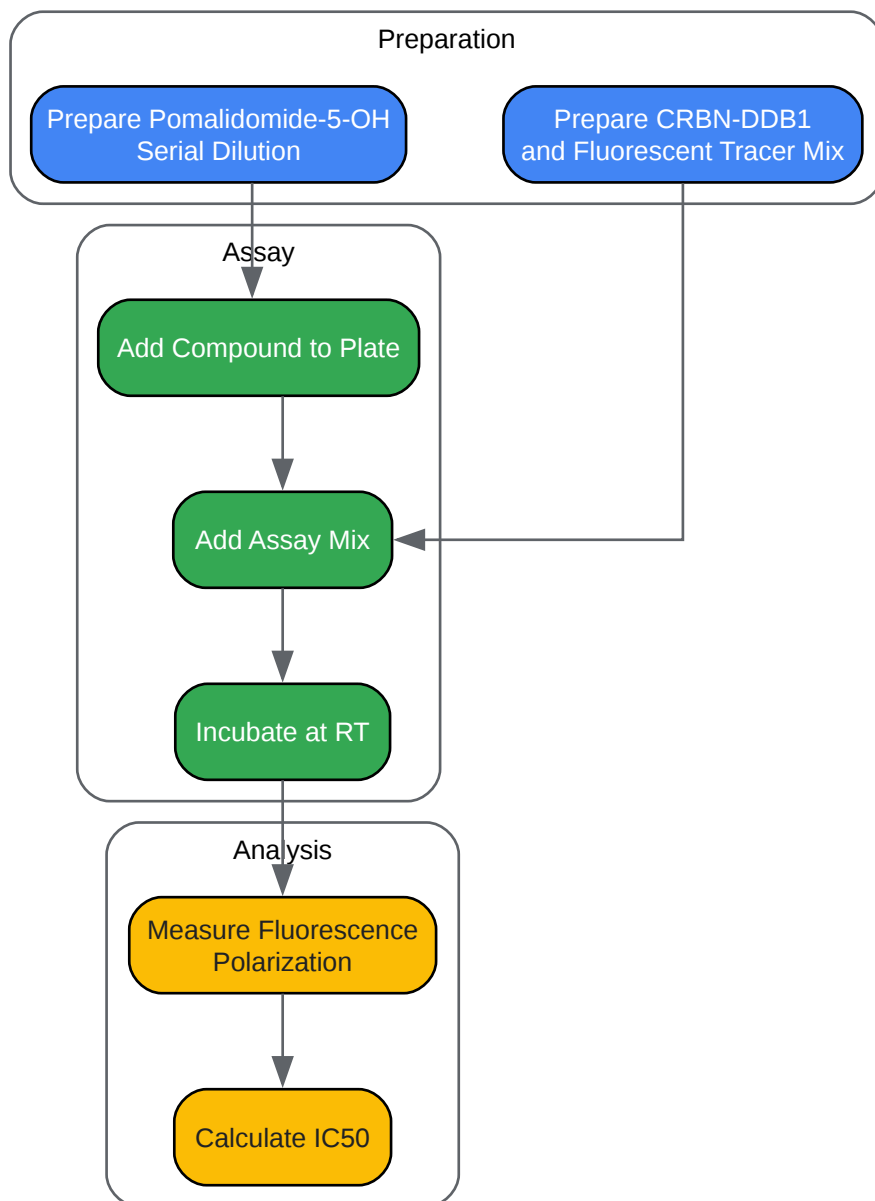 Preparation
Prepare Pomalidomide-5-OH
Serial Dilution
Prepare CRBN-DDB1
and Fluorescent Tracer Mix
Assay
Add Compound to Plate
Add Assay Mix
Incubate at RT
Analysis
Measure Fluorescence
Polarization
Calculate IC50